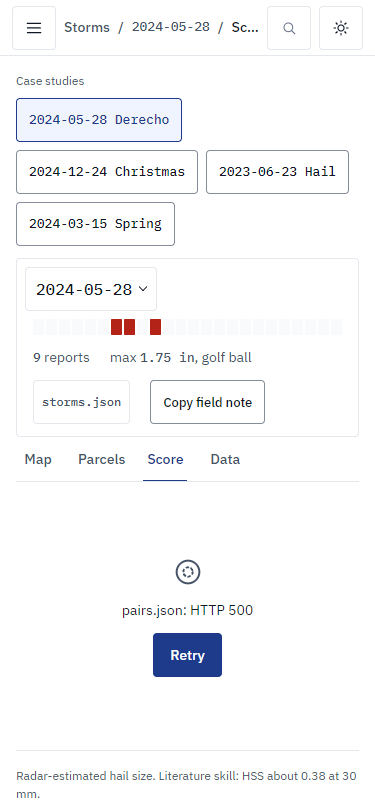 Storms / 2024-05-28 / Sc...
Case studies
2024-05-28 Derecho
2024-12-24 Christmas
2023-06-23 Hail
2024-03-15 Spring
2024-05-28
9 reports max 1.75 in, golf ball
storms.json
Copy field note
Map Parcels Score Data
pairs.json: HTTP 500
Retry
Radar-estimated hail size. Literature skill: HSS about 0.38 at 30
mm.